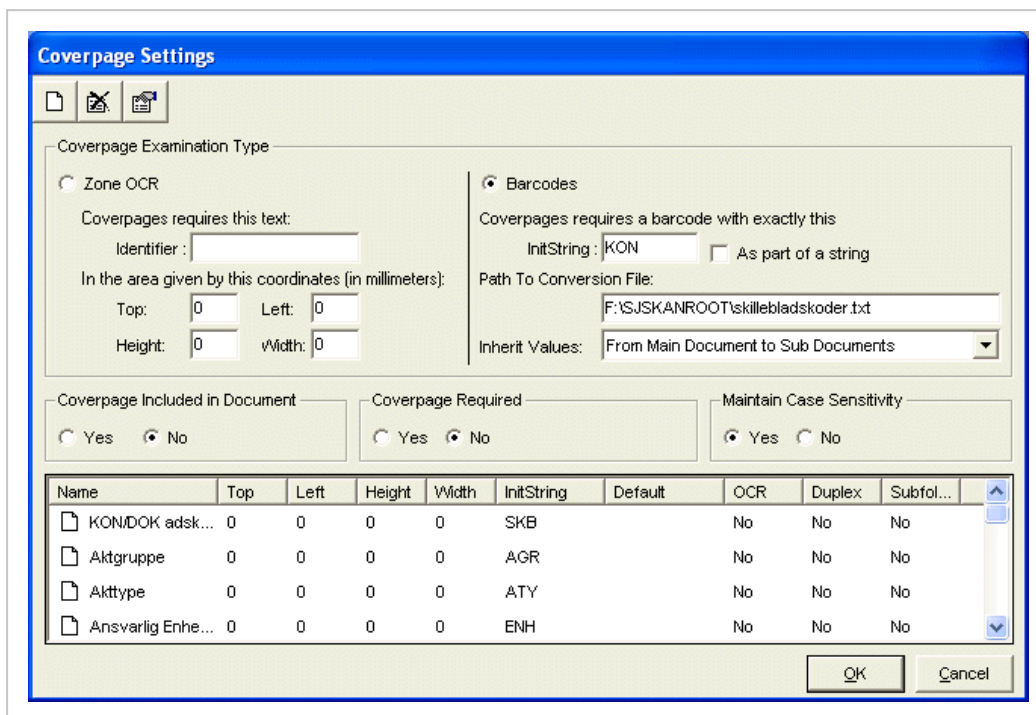 Coverpage Settings
Coverpage Examination Type
Zone OCR
Coverpages requires this text:
Identifier :
In the area given by this coordinates (in millimeters):
Top: 0 Left: 0
Height: 0 Width: 0
Barcodes
Coverpages requires a barcode with exactly this
InitString : KON As part of a string
Path To Conversion File:
F:\SJSKANROOT\skillebladskoder.txt
Inherit Values: From Main Document to Sub Documents
Coverpage Included in Document
Yes No
Coverpage Required
Yes No
Maintain Case Sensitivity
Yes No
Name Top Left Height Width InitString Default OCR Duplex Subfol...
KON/DOK adsk... 0 0 0 0 SKB No No No
Aktgruppe 0 0 0 0 AGR No No No
Akttype 0 0 0 0 ATY No No No
Ansvarlig Enhe... 0 0 0 0 ENH No No No
OK Cancel